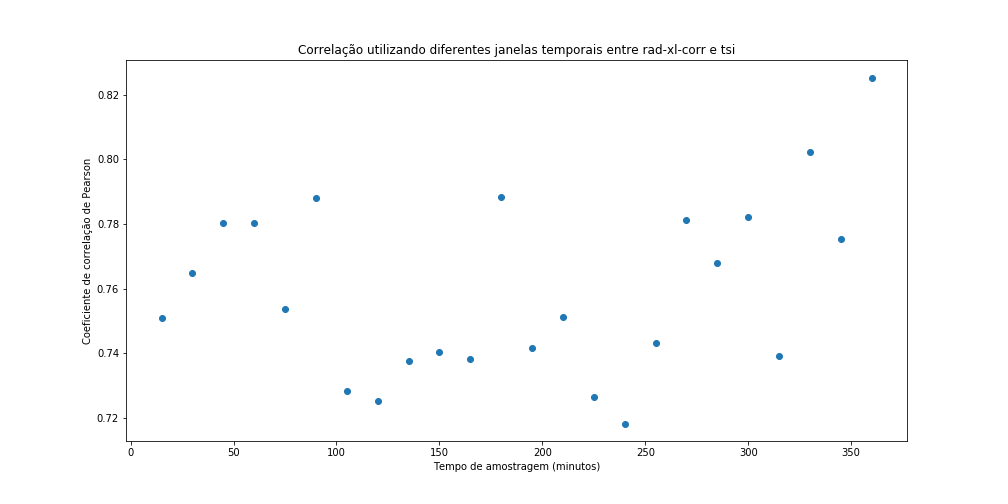 Correlação utilizando diferentes janelas temporais entre rad-xl-corr e tsi
Coeficiente de correlação de Pearson
0.82
0.80
0.78
0.76
0.74
0.72
0 50 100 150 200 250 300 350
Tempo de amostragem (minutos)